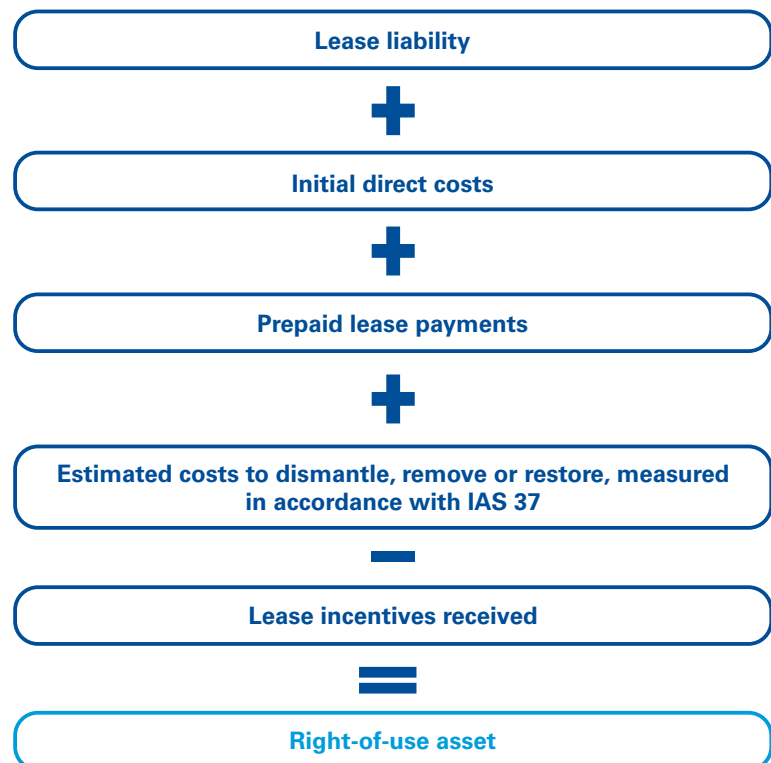 Lease liability
+
Initial direct costs
+
Prepaid lease payments
+
Estimated costs to dismantle, remove or restore, measured
in accordance with IAS 37
−
Lease incentives received
=
Right-of-use asset